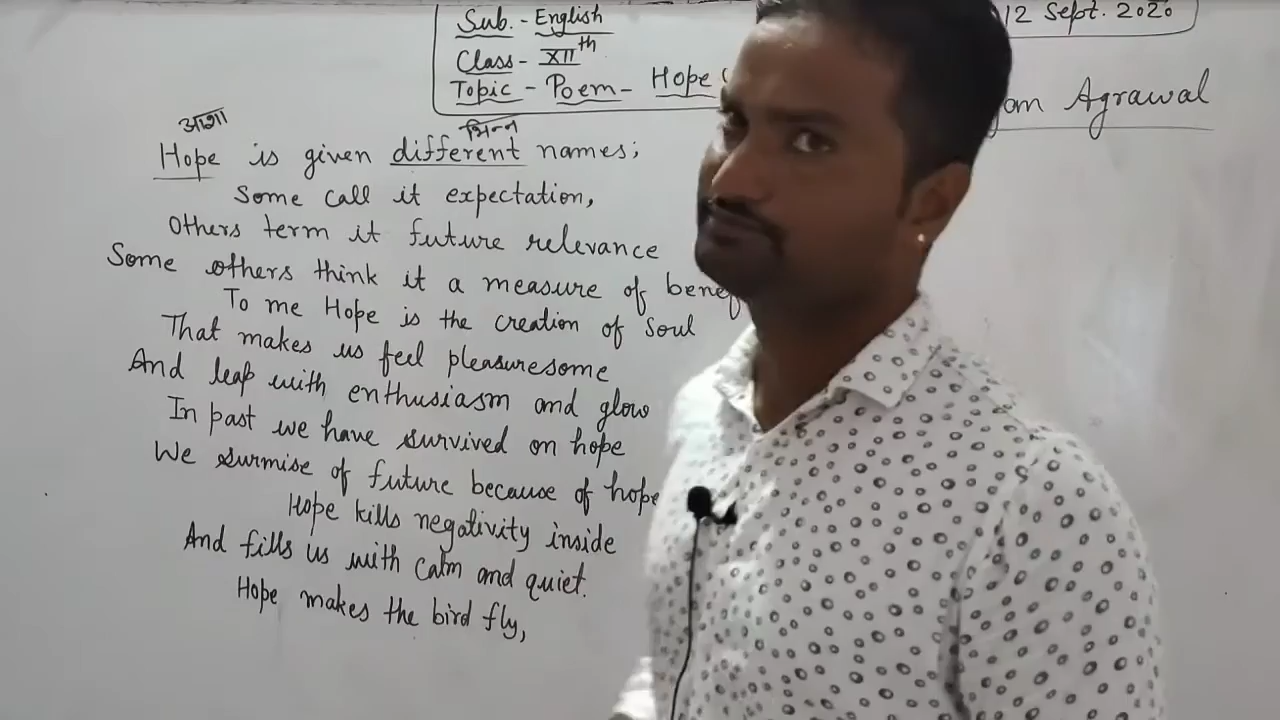 Sub. - English
Class - XIIth
Topic - Poem - Hope
12 Sept. 2020
Agrawal
आशा
भिन्न
Hope is given different names;
Some call it expectation,
Others term it future relevance
Some others think it a measure of
To me Hope is the creation of soul
That makes us feel pleasuresome
And leap with enthusiasm and glow
In past we have survived on hope
We surmise of future because of hope
Hope kills negativity inside
And fills us with calm and quiet.
Hope makes the bird fly,